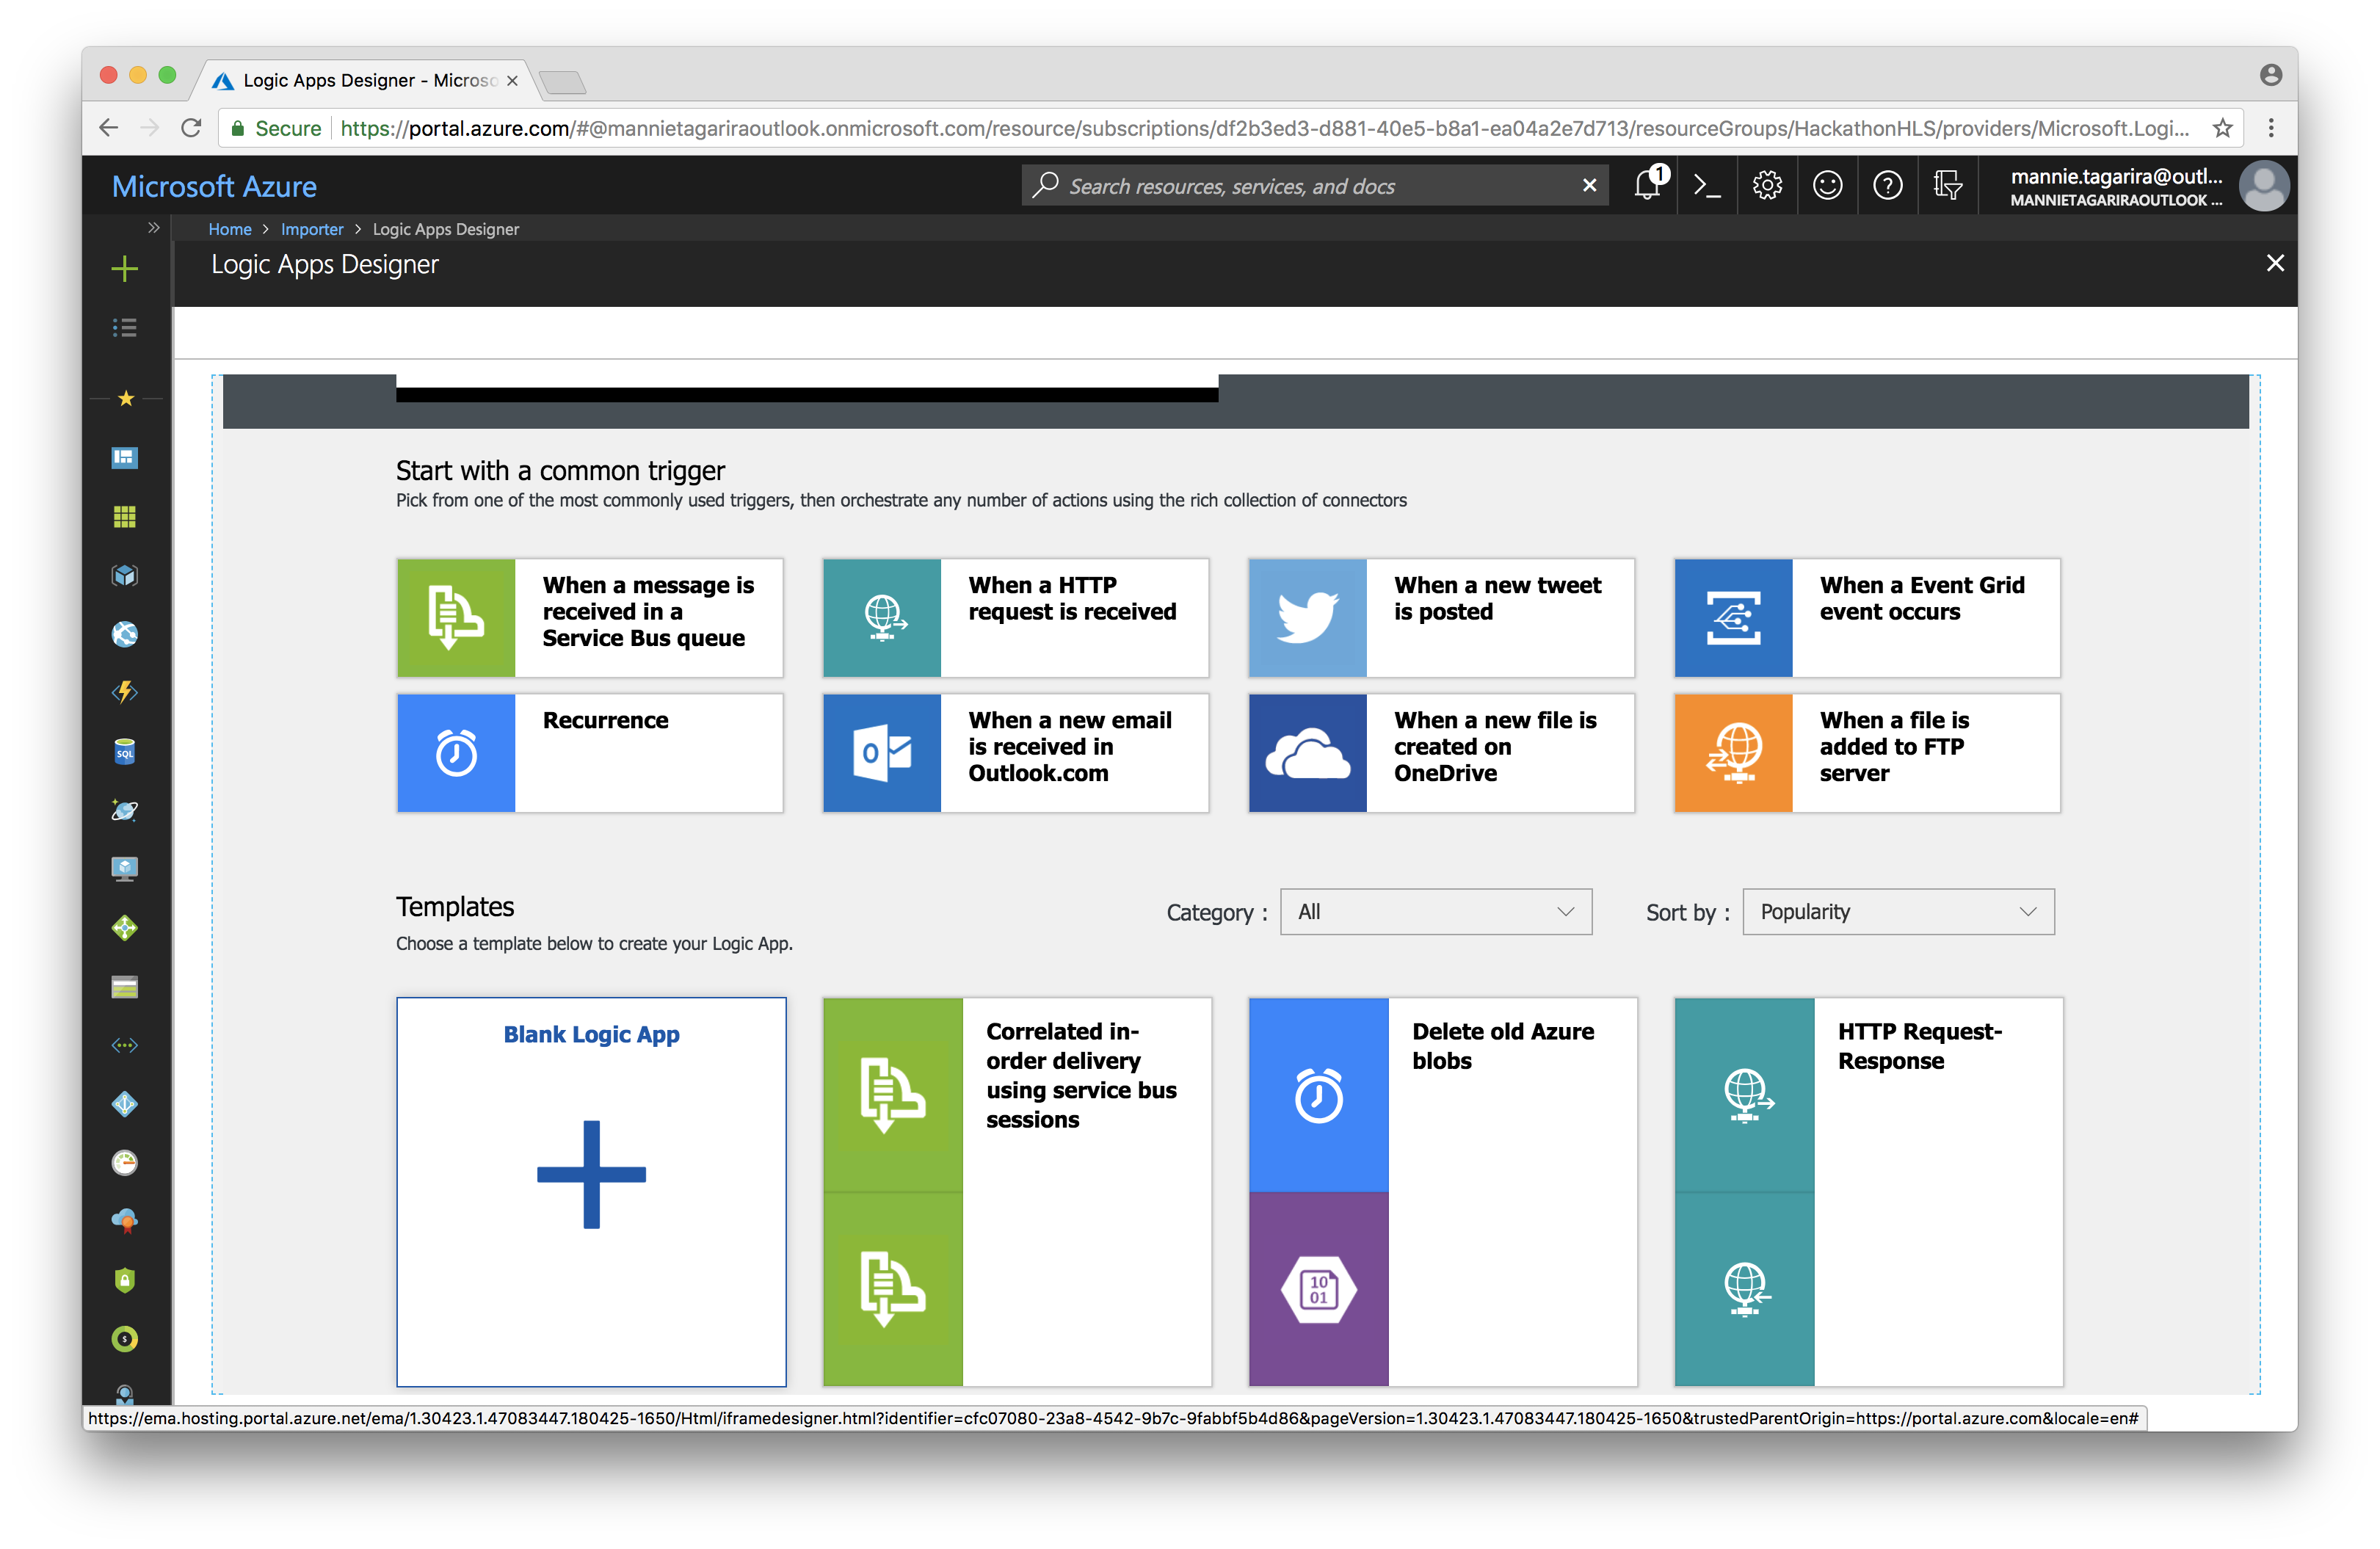 Logic Apps Designer - Microso
Secure https://portal.azure.com/#@mannietagariraoutlook.onmicrosoft.com/resource/subscriptions/df2b3ed3-d881-40e5-b8a1-ea04a2e7d713/resourceGroups/HackathonHLS/providers/Microsoft.Logi...
Microsoft Azure
Search resources, services, and docs
1
mannie.tagarira@outl...
MANNIETAGARIRAOUTLOOK ...
Home > Importer > Logic Apps Designer
Logic Apps Designer
Start with a common trigger
Pick from one of the most commonly used triggers, then orchestrate any number of actions using the rich collection of connectors
When a message is
received in a
Service Bus queue
When a HTTP
request is received
When a new tweet
is posted
When a Event Grid
event occurs
Recurrence
When a new email
is received in
Outlook.com
When a new file is
created on
OneDrive
When a file is
added to FTP
server
Templates
Choose a template below to create your Logic App.
Category : All
Sort by : Popularity
Blank Logic App
Correlated in-
order delivery
using service bus
sessions
Delete old Azure
blobs
10
01
HTTP Request-
Response
SQL
https://ema.hosting.portal.azure.net/ema/1.30423.1.47083447.180425-1650/Html/iframedesigner.html?identifier=cfc07080-23a8-4542-9b7c-9fabbf5b4d86&pageVersion=1.30423.1.47083447.180425-1650&trustedParentOrigin=https://portal.azure.com&locale=en#